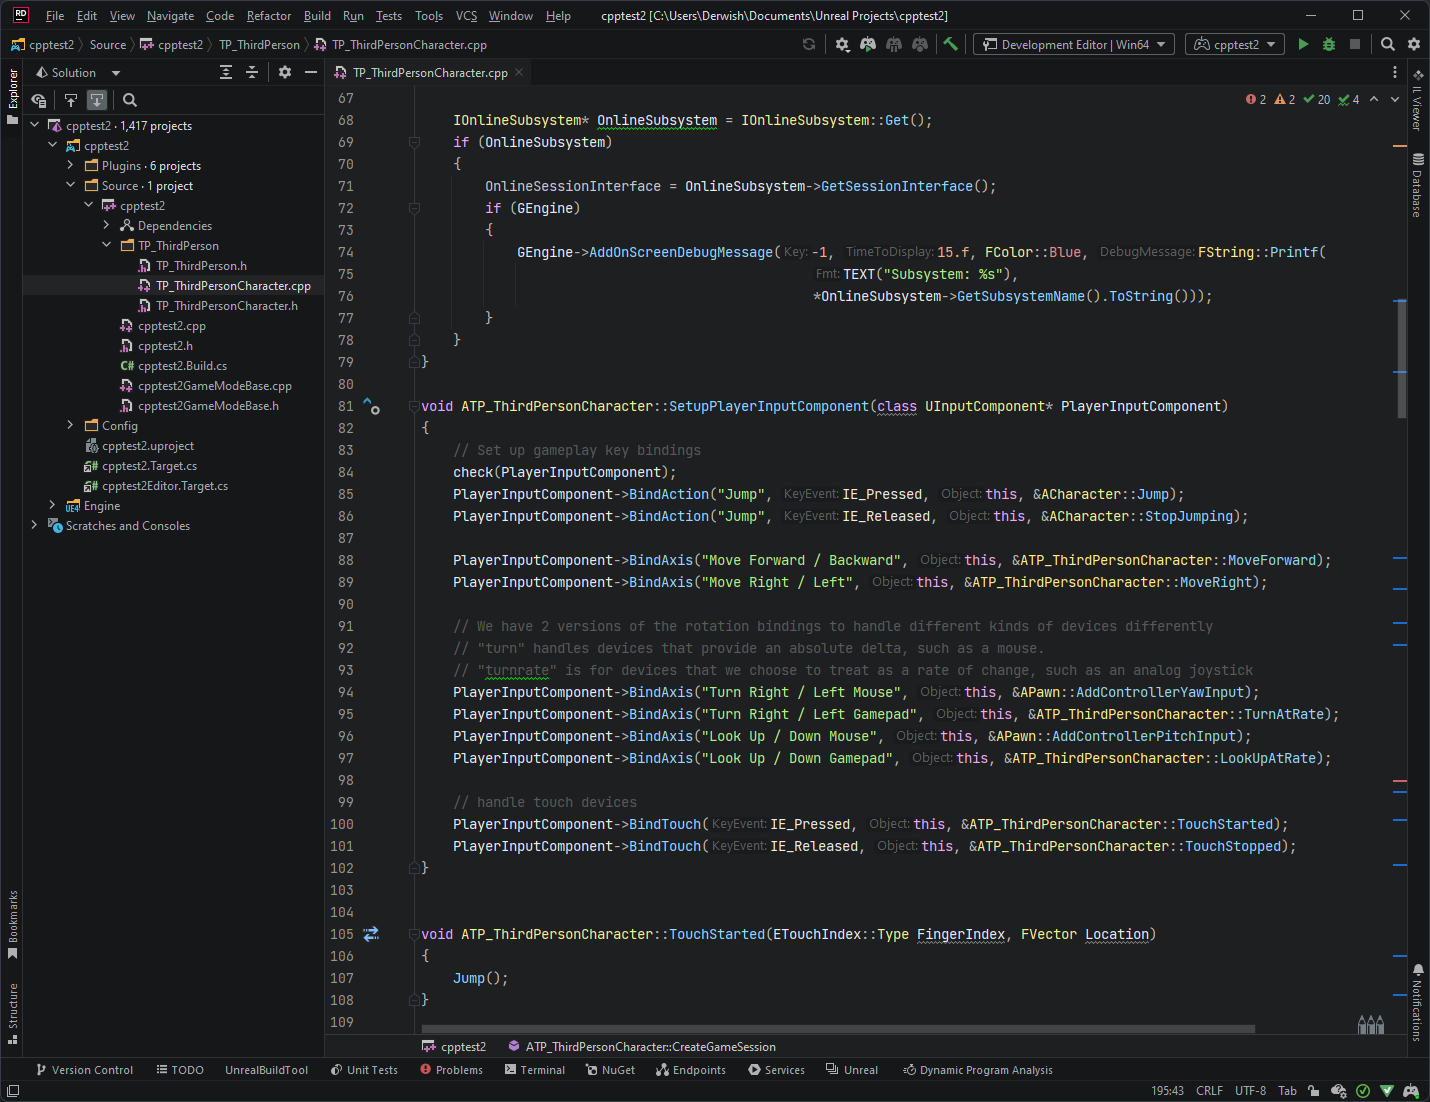 RD File Edit View Navigate Code Refactor Build Run Tests Tools VCS Window Help cpptest2 [C:\Users\Derwish\Documents\Unreal Projects\cpptest2]
cpptest2 Source cpptest2 TP_ThirdPerson TP_ThirdPersonCharacter.cpp Development Editor | Win64 cpptest2
Explorer
Solution
cpptest2 · 1,417 projects
cpptest2
Plugins · 6 projects
Source · 1 project
cpptest2
Dependencies
TP_ThirdPerson
TP_ThirdPerson.h
TP_ThirdPersonCharacter.cpp
TP_ThirdPersonCharacter.h
cpptest2.cpp
cpptest2.h
C# cpptest2.Build.cs
cpptest2GameModeBase.cpp
cpptest2GameModeBase.h
Config
cpptest2.uproject
cpptest2.Target.cs
cpptest2Editor.Target.cs
UE4 Engine
Scratches and Consoles
Bookmarks
Structure
TP_ThirdPersonCharacter.cpp
2 2 20 4
67
68 IOnlineSubsystem* OnlineSubsystem = IOnlineSubsystem::Get();
69 if (OnlineSubsystem)
70 {
71 OnlineSessionInterface = OnlineSubsystem->GetSessionInterface();
72 if (GEngine)
73 {
74 GEngine->AddOnScreenDebugMessage( Key: -1, TimeToDisplay: 15.f, FColor::Blue, DebugMessage: FString::Printf(
75 Fmt: TEXT("Subsystem: %s"),
76 *OnlineSubsystem->GetSubsystemName().ToString()));
77 }
78 }
79 }
80
81 void ATP_ThirdPersonCharacter::SetupPlayerInputComponent(class UInputComponent* PlayerInputComponent)
82 {
83 // Set up gameplay key bindings
84 check(PlayerInputComponent);
85 PlayerInputComponent->BindAction("Jump", KeyEvent: IE_Pressed, Object: this, &ACharacter::Jump);
86 PlayerInputComponent->BindAction("Jump", KeyEvent: IE_Released, Object: this, &ACharacter::StopJumping);
87
88 PlayerInputComponent->BindAxis("Move Forward / Backward", Object: this, &ATP_ThirdPersonCharacter::MoveForward);
89 PlayerInputComponent->BindAxis("Move Right / Left", Object: this, &ATP_ThirdPersonCharacter::MoveRight);
90
91 // We have 2 versions of the rotation bindings to handle different kinds of devices differently
92 // "turn" handles devices that provide an absolute delta, such as a mouse.
93 // "turnrate" is for devices that we choose to treat as a rate of change, such as an analog joystick
94 PlayerInputComponent->BindAxis("Turn Right / Left Mouse", Object: this, &APawn::AddControllerYawInput);
95 PlayerInputComponent->BindAxis("Turn Right / Left Gamepad", Object: this, &ATP_ThirdPersonCharacter::TurnAtRate);
96 PlayerInputComponent->BindAxis("Look Up / Down Mouse", Object: this, &APawn::AddControllerPitchInput);
97 PlayerInputComponent->BindAxis("Look Up / Down Gamepad", Object: this, &ATP_ThirdPersonCharacter::LookUpAtRate);
98
99 // handle touch devices
100 PlayerInputComponent->BindTouch( KeyEvent: IE_Pressed, Object: this, &ATP_ThirdPersonCharacter::TouchStarted);
101 PlayerInputComponent->BindTouch( KeyEvent: IE_Released, Object: this, &ATP_ThirdPersonCharacter::TouchStopped);
102 }
103
104
105 void ATP_ThirdPersonCharacter::TouchStarted(ETouchIndex::Type FingerIndex, FVector Location)
106 {
107 Jump();
108 }
109
IL Viewer
Database
Notifications
cpptest2 ATP_ThirdPersonCharacter::CreateGameSession
Version Control TODO UnrealBuildTool Unit Tests Problems Terminal NuGet Endpoints Services Unreal Dynamic Program Analysis
195:43 CRLF UTF-8 Tab